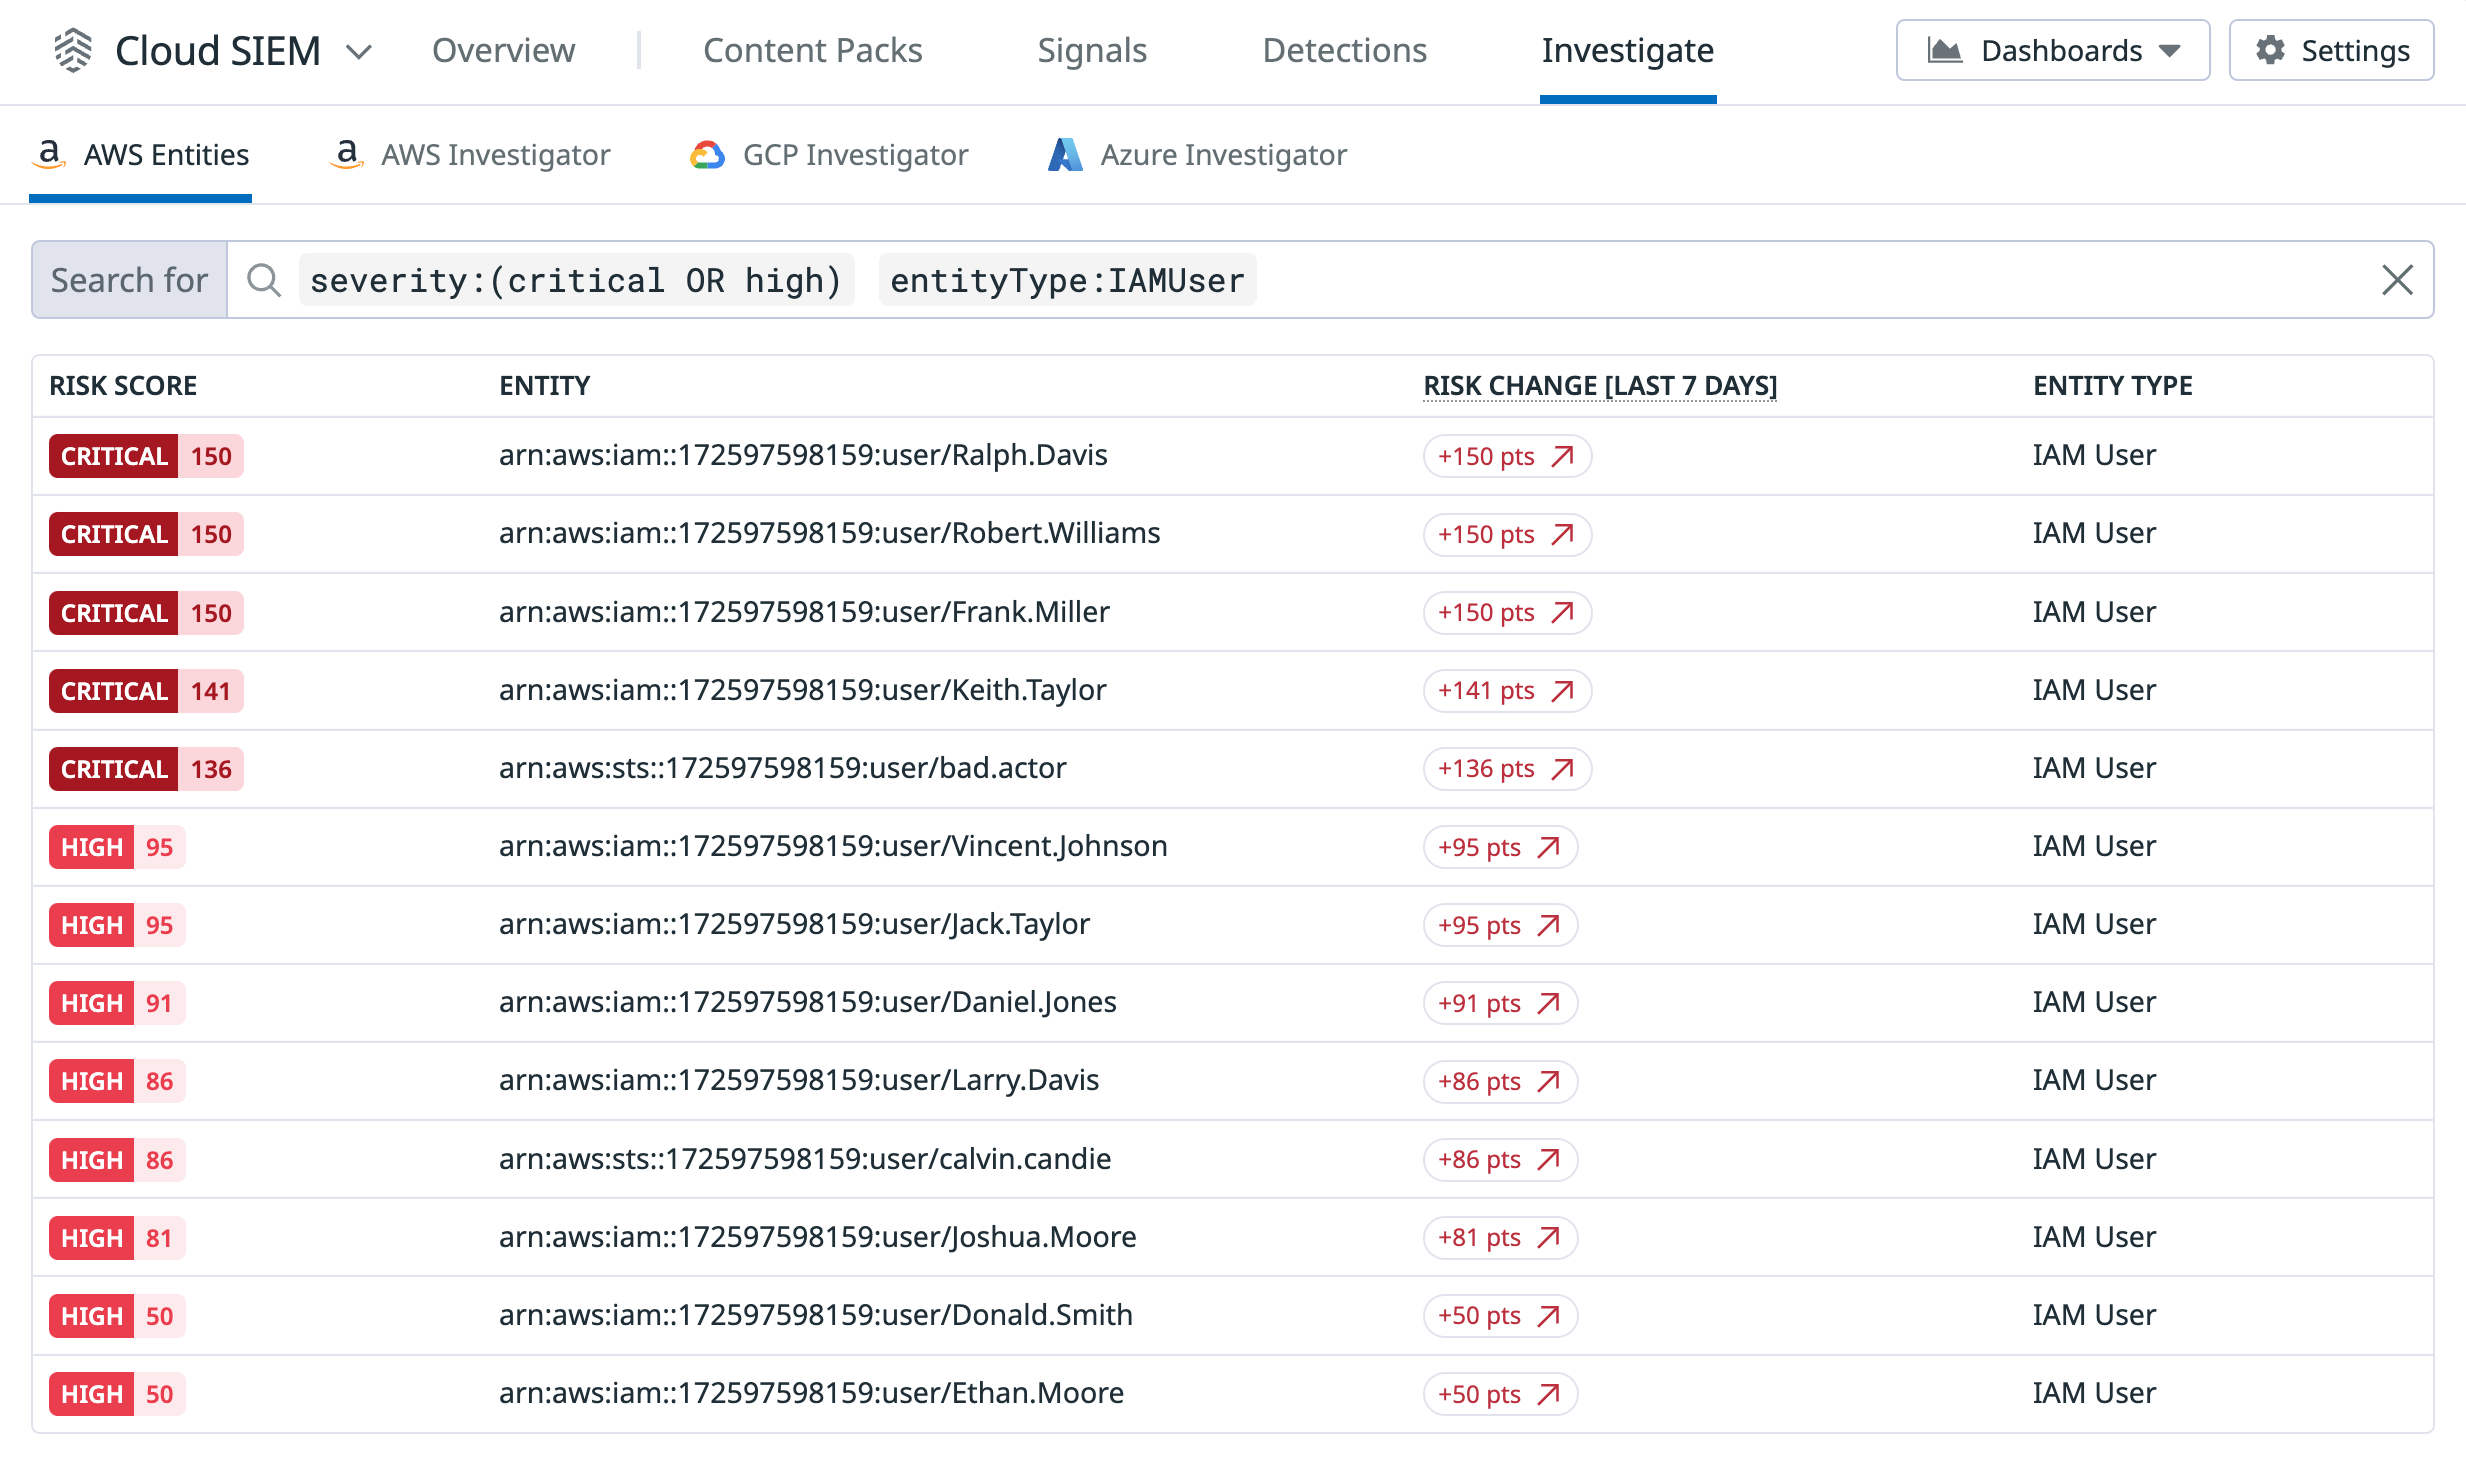 Cloud SIEM Overview Content Packs Signals Detections Investigate Dashboards Settings
AWS Entities AWS Investigator GCP Investigator Azure Investigator
Search for severity:(critical OR high) entityType:IAMUser
RISK SCORE ENTITY RISK CHANGE [LAST 7 DAYS] ENTITY TYPE
CRITICAL 150 arn:aws:iam::172597598159:user/Ralph.Davis +150 pts IAM User
CRITICAL 150 arn:aws:iam::172597598159:user/Robert.Williams +150 pts IAM User
CRITICAL 150 arn:aws:iam::172597598159:user/Frank.Miller +150 pts IAM User
CRITICAL 141 arn:aws:iam::172597598159:user/Keith.Taylor +141 pts IAM User
CRITICAL 136 arn:aws:sts::172597598159:user/bad.actor +136 pts IAM User
HIGH 95 arn:aws:iam::172597598159:user/Vincent.Johnson +95 pts IAM User
HIGH 95 arn:aws:iam::172597598159:user/Jack.Taylor +95 pts IAM User
HIGH 91 arn:aws:iam::172597598159:user/Daniel.Jones +91 pts IAM User
HIGH 86 arn:aws:iam::172597598159:user/Larry.Davis +86 pts IAM User
HIGH 86 arn:aws:sts::172597598159:user/calvin.candie +86 pts IAM User
HIGH 81 arn:aws:iam::172597598159:user/Joshua.Moore +81 pts IAM User
HIGH 50 arn:aws:iam::172597598159:user/Donald.Smith +50 pts IAM User
HIGH 50 arn:aws:iam::172597598159:user/Ethan.Moore +50 pts IAM User